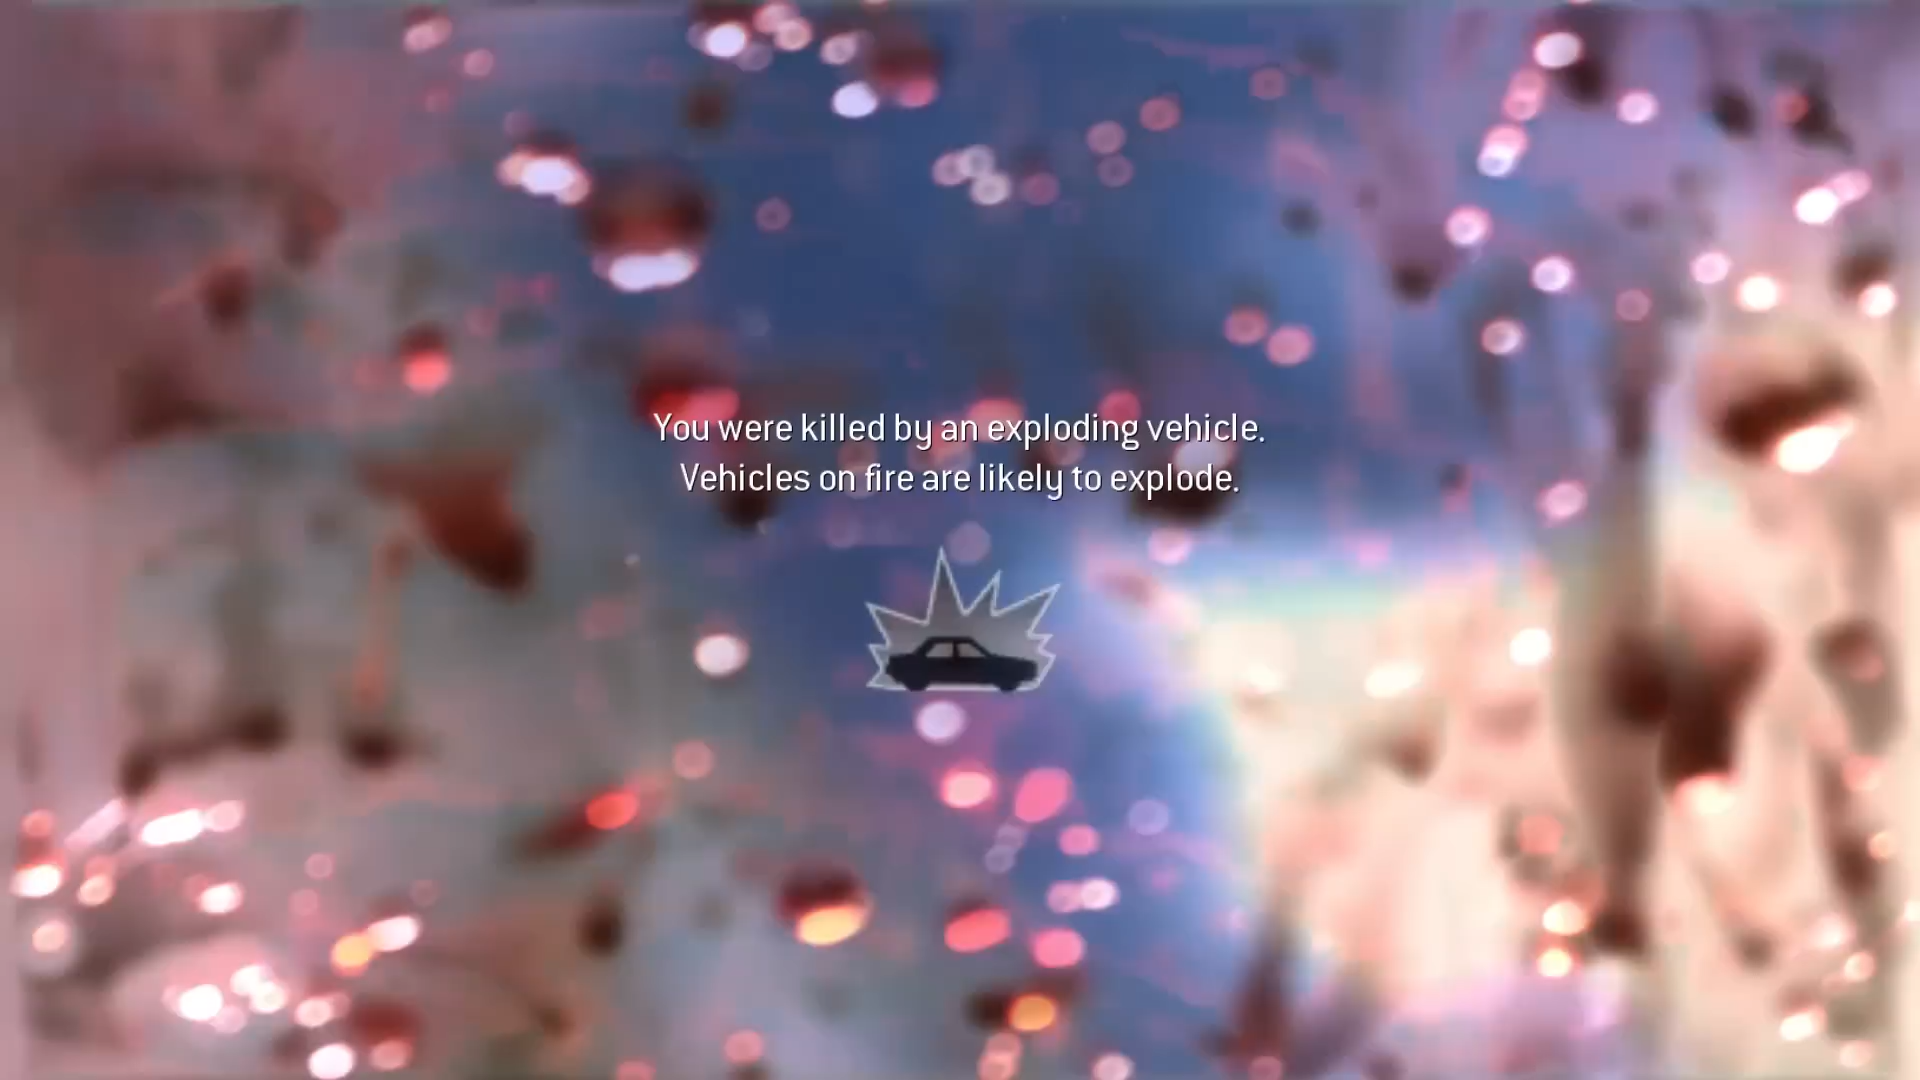 You were killed by an exploding vehicle.
Vehicles on fire are likely to explode.